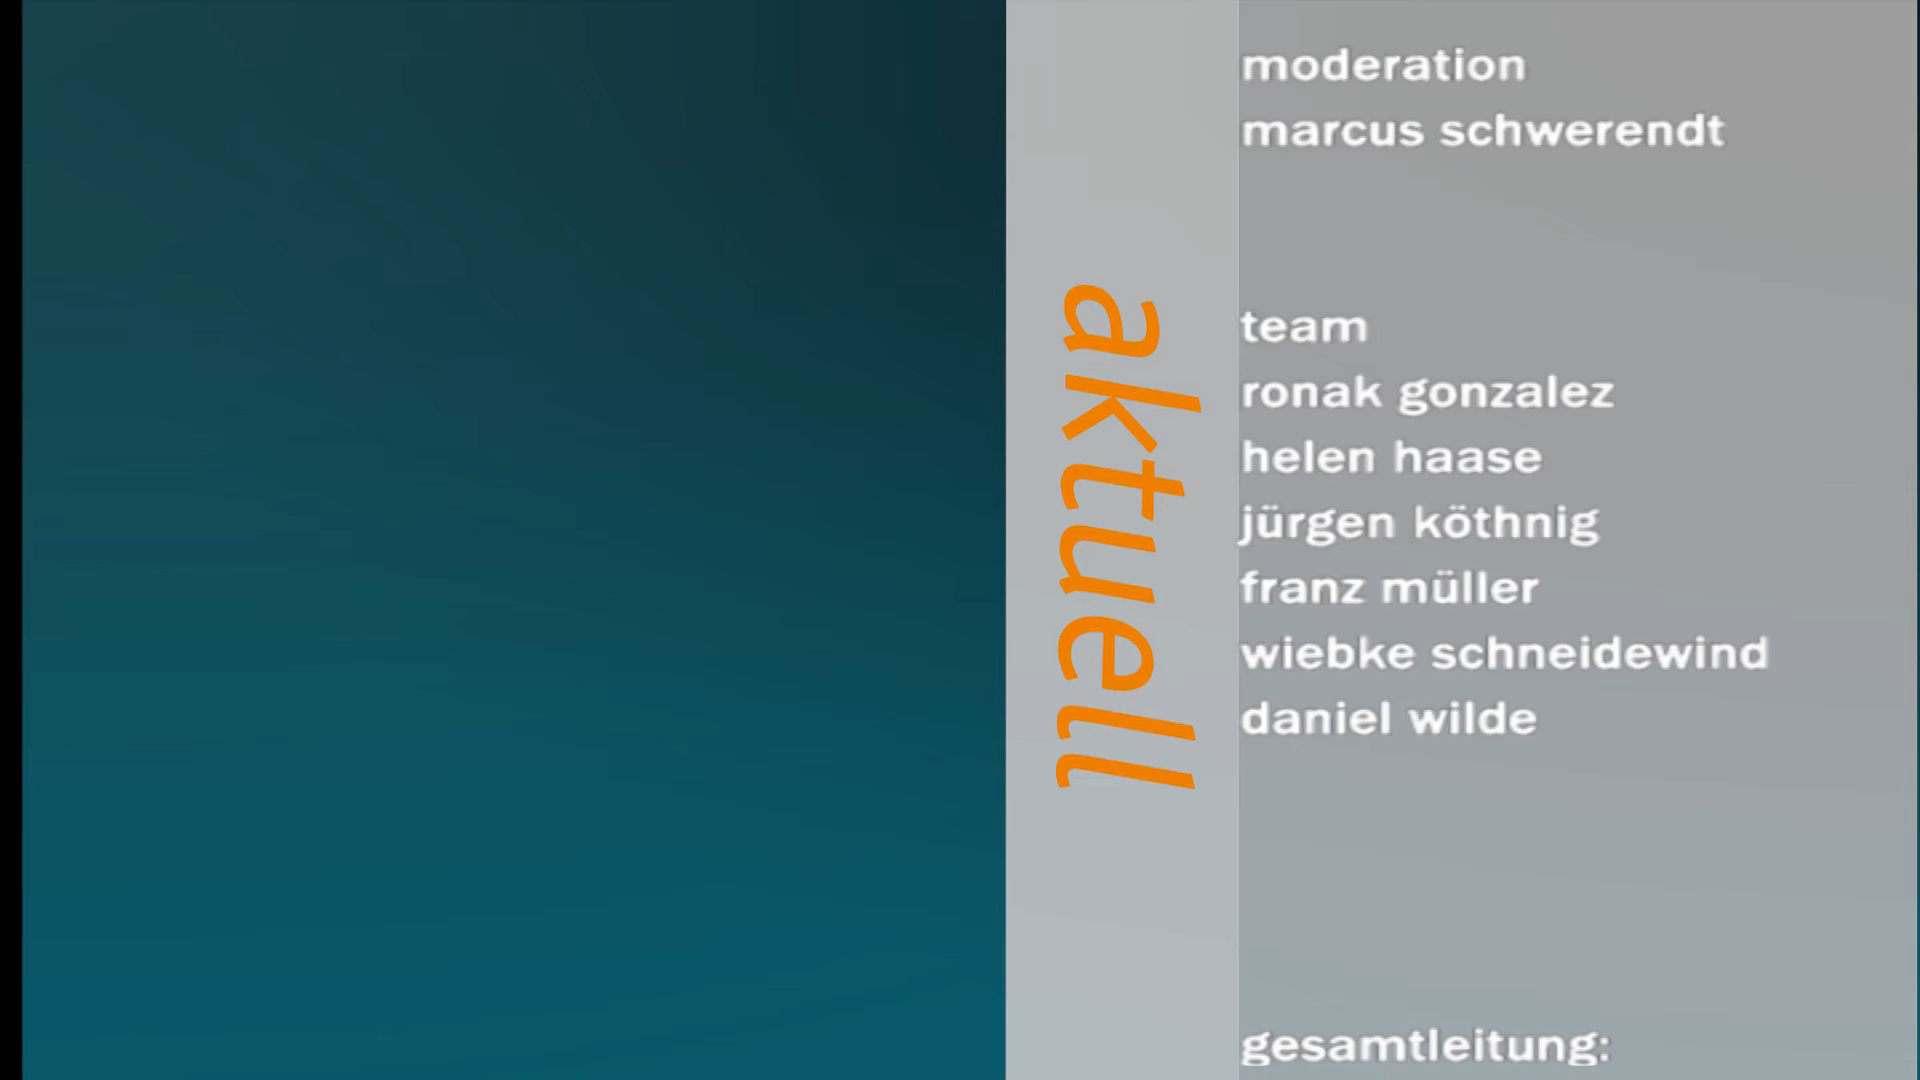 aktuell
moderation
marcus schwerendt
team
ronak gonzalez
helen haase
jürgen köthnig
franz müller
wiebke schneidewind
daniel wilde
gesamtleitung: